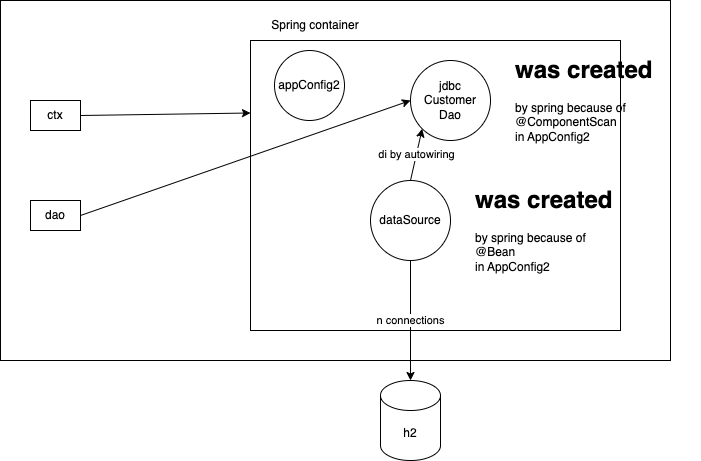 Spring container
appConfig2
jdbc
Customer
Dao
was created
by spring because of
@ComponentScan
in AppConfig2
ctx
di by autowiring
dao
dataSource
was created
by spring because of
@Bean
in AppConfig2
n connections
h2